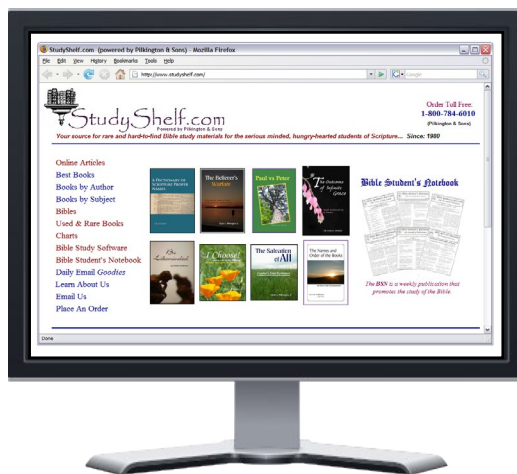 StudyShelf.com (powered by Pilkington & Sons) - Mozilla Firefox
File Edit View History Bookmarks Tools Help
http://www.studyshelf.com/
Google
StudyShelf.com
Powered by Pilkington & Sons
Order Toll Free:
1-800-784-6010
(Pilkington & Sons)
Your source for rare and hard-to-find Bible study materials for the serious minded, hungry-hearted students of Scripture... Since: 1980
Online Articles
Best Books
Books by Author
Books by Subject
Bibles
Used & Rare Books
Charts
Bible Study Software
Bible Student's Notebook
Daily Email Goodies
Learn About Us
Email Us
Place An Order
A Dictionary of
Scripture Proper
Names
The Believer's
Warfare
Paul vs Peter
The Outcome
of Infinite
Grace
I Choose!
The Salvation
of All
The Names and
Order of the Books
Bible Student's Notebook
The BSN is a weekly publication that
promotes the study of the Bible
Done